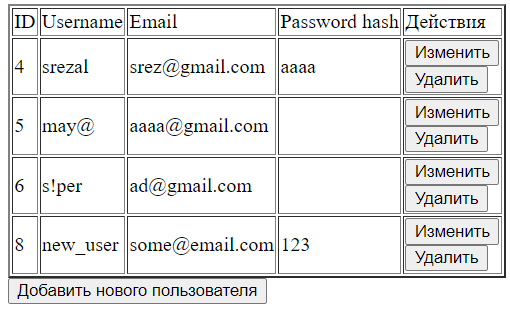 ID Username Email Password hash Действия
4 srezal srez@gmail.com aaaa Изменить
Удалить
5 may@ aaaa@gmail.com Изменить
Удалить
6 s!per ad@gmail.com Изменить
Удалить
8 new_user some@email.com 123 Изменить
Удалить
Добавить нового пользователя